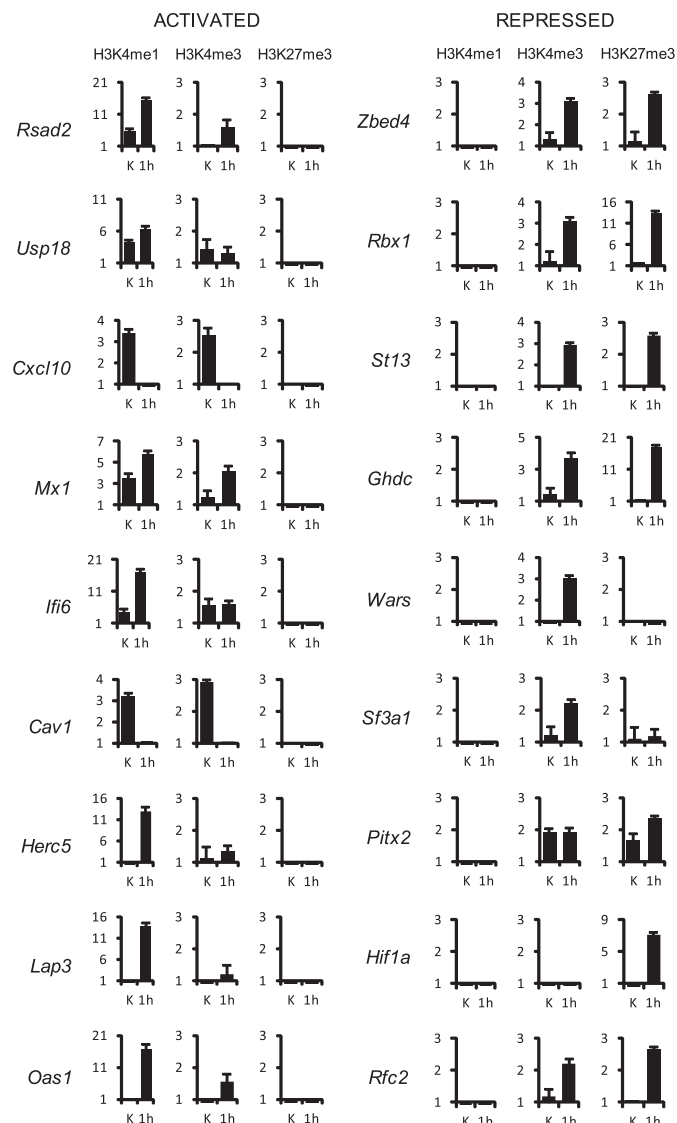 ACTIVATED REPRESSED
H3K4me1 H3K4me3 H3K27me3 H3K4me1 H3K4me3 H3K27me3
Rsad2
21 11 1 K 1h
3 2 1 K 1h
3 2 1 K 1h
Zbed4
3 2 1 K 1h
4 3 2 1 K 1h
3 2 1 K 1h
Usp18
11 6 1 K 1h
3 2 1 K 1h
3 2 1 K 1h
Rbx1
3 2 1 K 1h
4 3 2 1 K 1h
16 11 6 1 K 1h
Cxcl10
4 3 2 1 K 1h
3 2 1 K 1h
3 2 1 K 1h
St13
3 2 1 K 1h
4 3 2 1 K 1h
3 2 1 K 1h
Mx1
7 5 3 1 K 1h
3 2 1 K 1h
3 2 1 K 1h
Ghdc
3 2 1 K 1h
5 3 1 K 1h
21 11 1 K 1h
Ifi6
21 11 1 K 1h
3 2 1 K 1h
3 2 1 K 1h
Wars
3 2 1 K 1h
4 3 2 1 K 1h
3 2 1 K 1h
Cav1
4 3 2 1 K 1h
3 2 1 K 1h
3 2 1 K 1h
Sf3a1
3 2 1 K 1h
3 2 1 K 1h
3 2 1 K 1h
Herc5
16 11 6 1 K 1h
3 2 1 K 1h
3 2 1 K 1h
Pitx2
3 2 1 K 1h
3 2 1 K 1h
3 2 1 K 1h
Lap3
16 11 6 1 K 1h
3 2 1 K 1h
3 2 1 K 1h
Hif1a
3 2 1 K 1h
3 2 1 K 1h
9 5 1 K 1h
Oas1
21 11 1 K 1h
3 2 1 K 1h
3 2 1 K 1h
Rfc2
3 2 1 K 1h
3 2 1 K 1h
3 2 1 K 1h